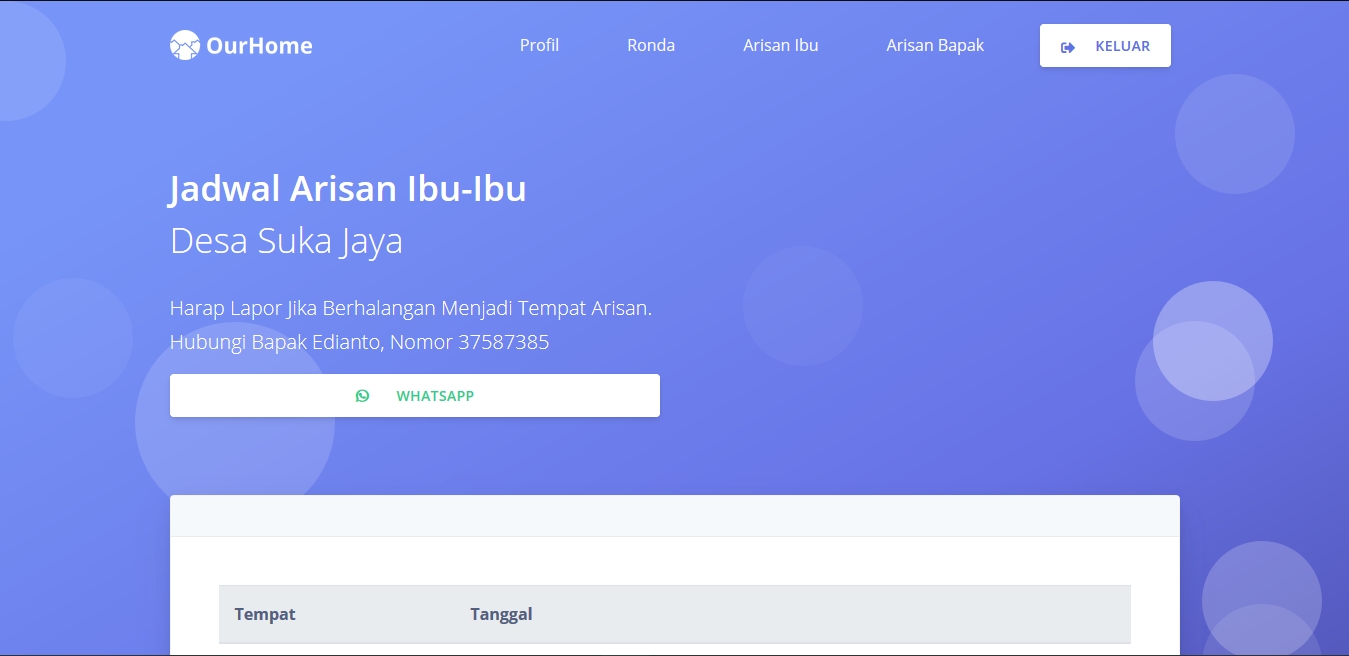 OurHome
Profil
Ronda
Arisan Ibu
Arisan Bapak
KELUAR
Jadwal Arisan Ibu-Ibu
Desa Suka Jaya
Harap Lapor Jika Berhalangan Menjadi Tempat Arisan.
Hubungi Bapak Edianto, Nomor 37587385
WHATSAPP
Tempat
Tanggal